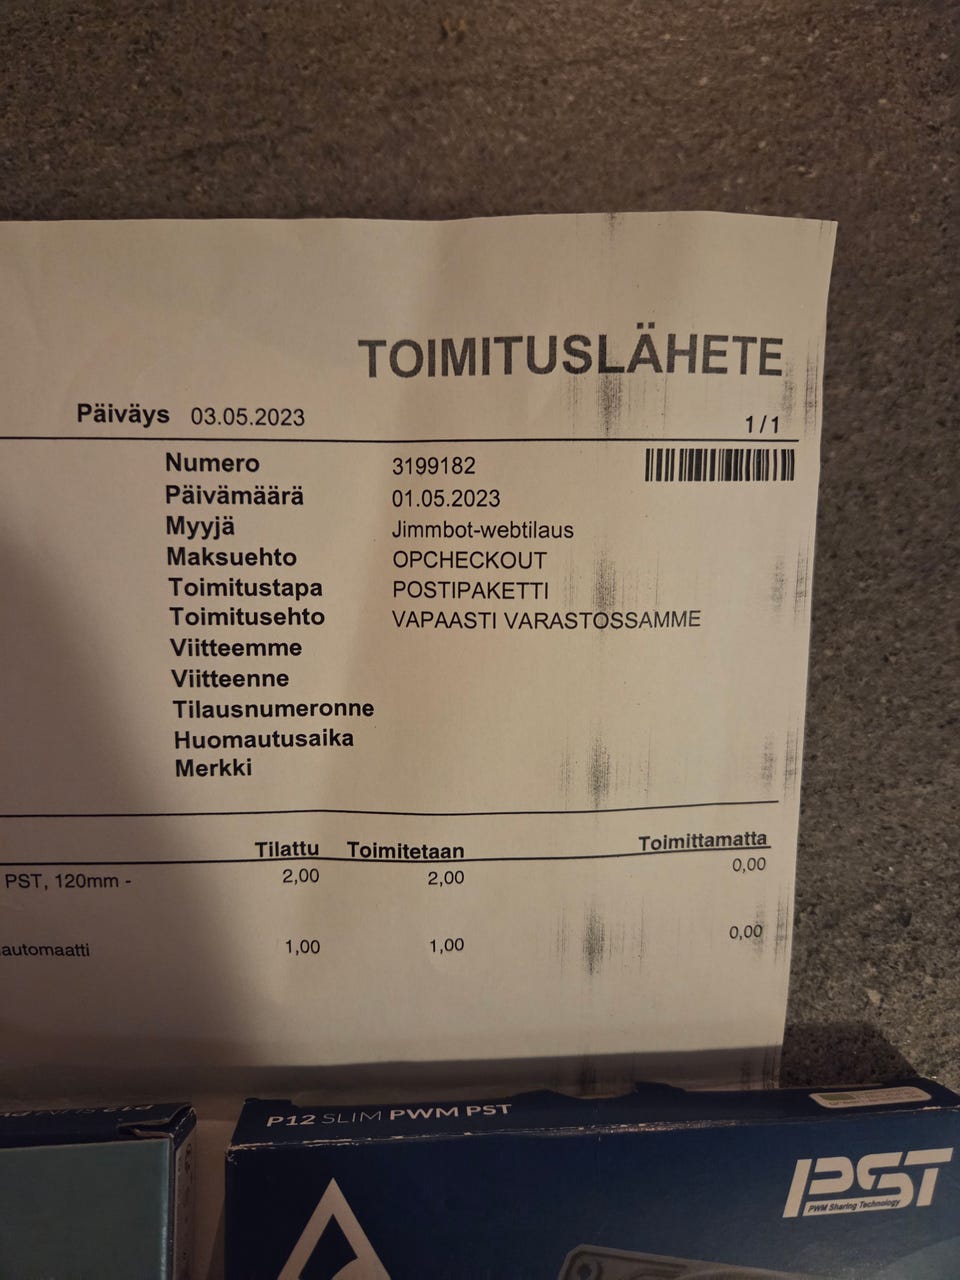 TOIMITUSLÄHETE
Päiväys 03.05.2023
1/1
Numero 3199182
Päivämäärä 01.05.2023
Myyjä Jimmbot-webtilaus
Maksuehto OPCHECKOUT
Toimitustapa POSTIPAKETTI
Toimitusehto VAPAASTI VARASTOSSAMME
Viitteemme
Viitteenne
Tilausnumeronne
Huomautusaika
Merkki
Tilattu Toimitetaan Toimittamatta
PST, 120mm - 2,00 2,00 0,00
automaatti 1,00 1,00 0,00
P12 SLIM PWM PST
PST
PWM Sharing Technology